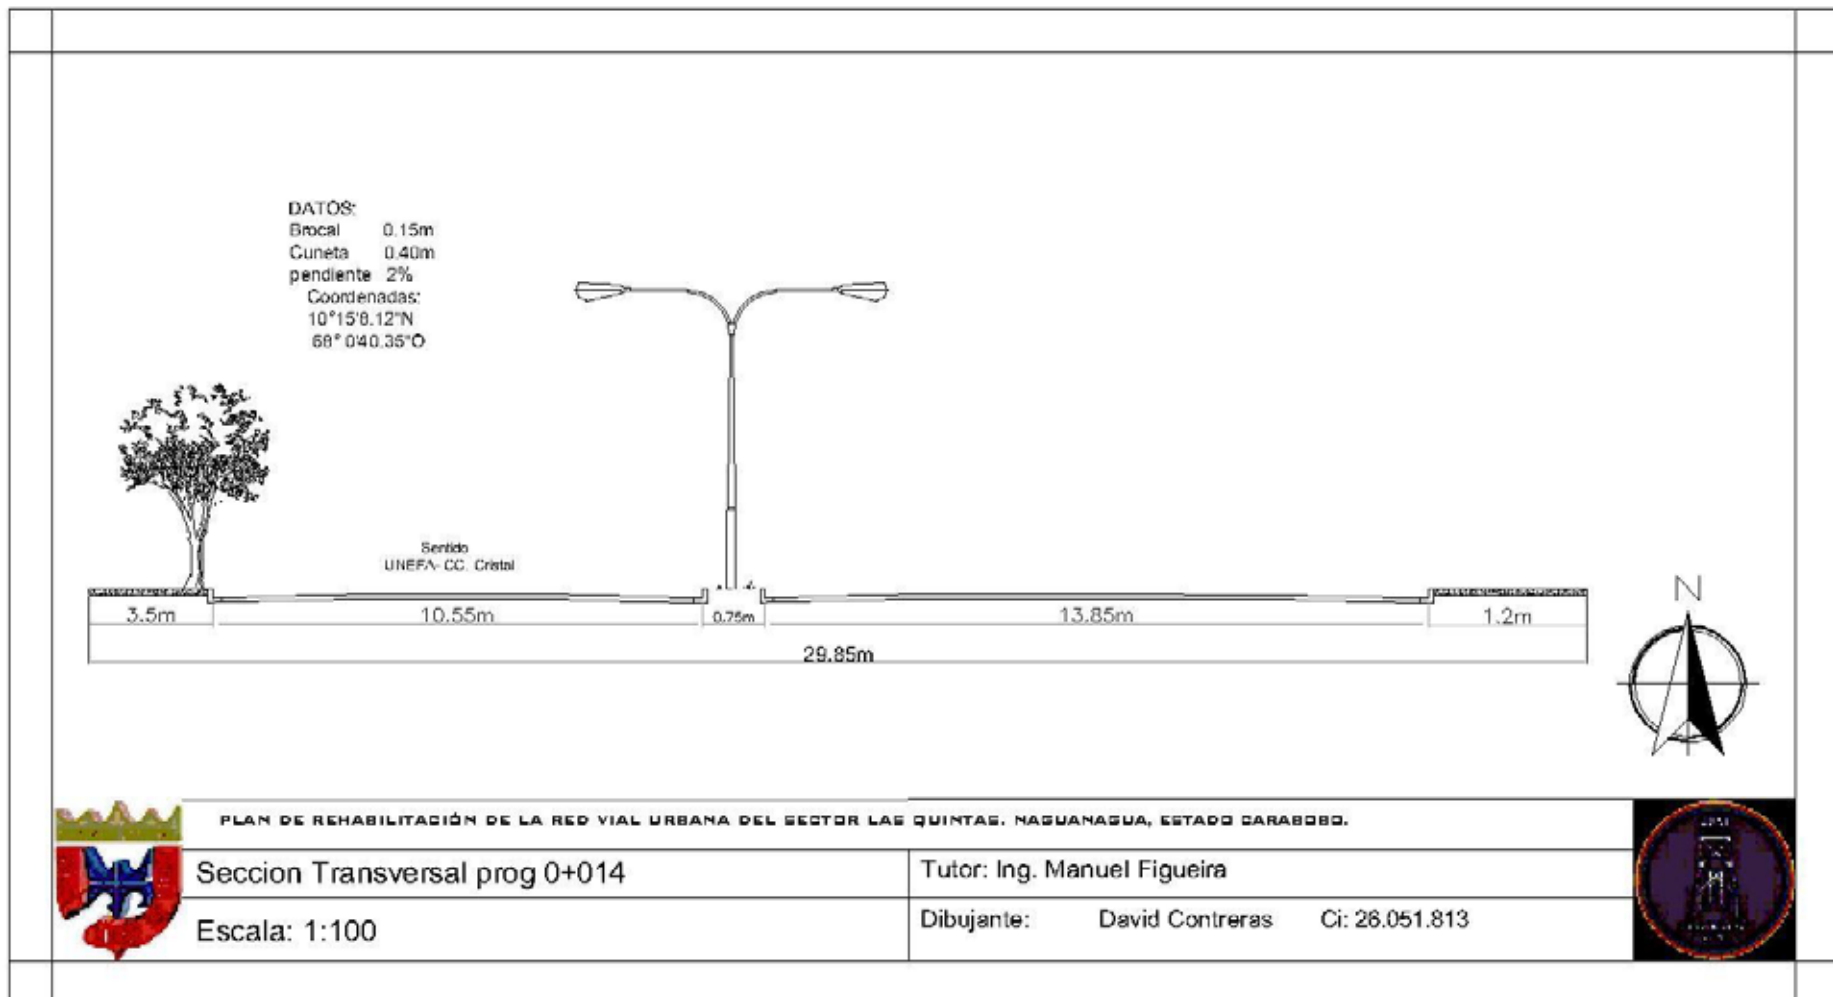 DATOS:
Brocal 0.15m
Cuneta 0.40m
pendiente 2%
Coordenadas:
10°15'8.12"N
68° 0'40.35"O
Sentido
UNEFA- CC. Cristal
3.5m 10.55m 0.75m 13.85m 1.2m
29.85m
N
PLAN DE REHABILITACIÓN DE LA RED VIAL URBANA DEL SECTOR LAS QUINTAS. NAGUANAGUA, ESTADO CARABOBO.
Seccion Transversal prog 0+014
Tutor: Ing. Manuel Figueira
Escala: 1:100
Dibujante: David Contreras Ci: 26.051.813